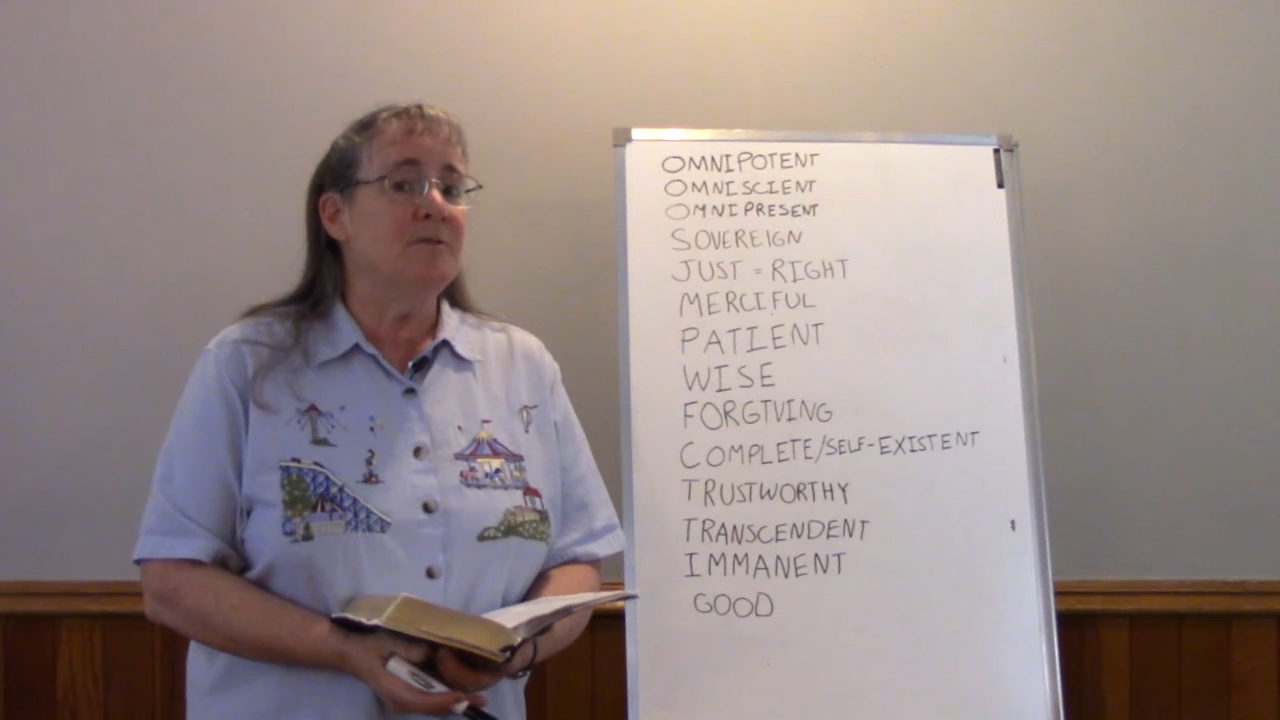 OMNIPOTENT
OMNISCIENT
OMNIPRESENT
SOVEREIGN
JUST = RIGHT
MERCIFUL
PATIENT
WISE
FORGIVING
COMPLETE/SELF-EXISTENT
TRUSTWORTHY
TRANSCENDENT
IMMANENT
GOOD